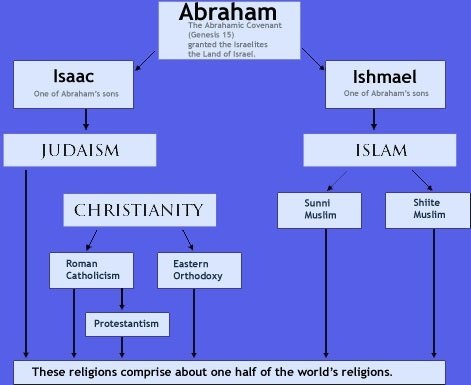 Abraham
The Abrahamic Covenant
(Genesis 15)
granted the Israelites
the Land of Israel.
Isaac
One of Abraham's sons
Ishmael
One of Abraham's sons
JUDAISM
ISLAM
CHRISTIANITY
Sunni
Muslim
Shiite
Muslim
Roman
Catholicism
Eastern
Orthodoxy
Protestantism
These religions comprise about one half of the world's religions.